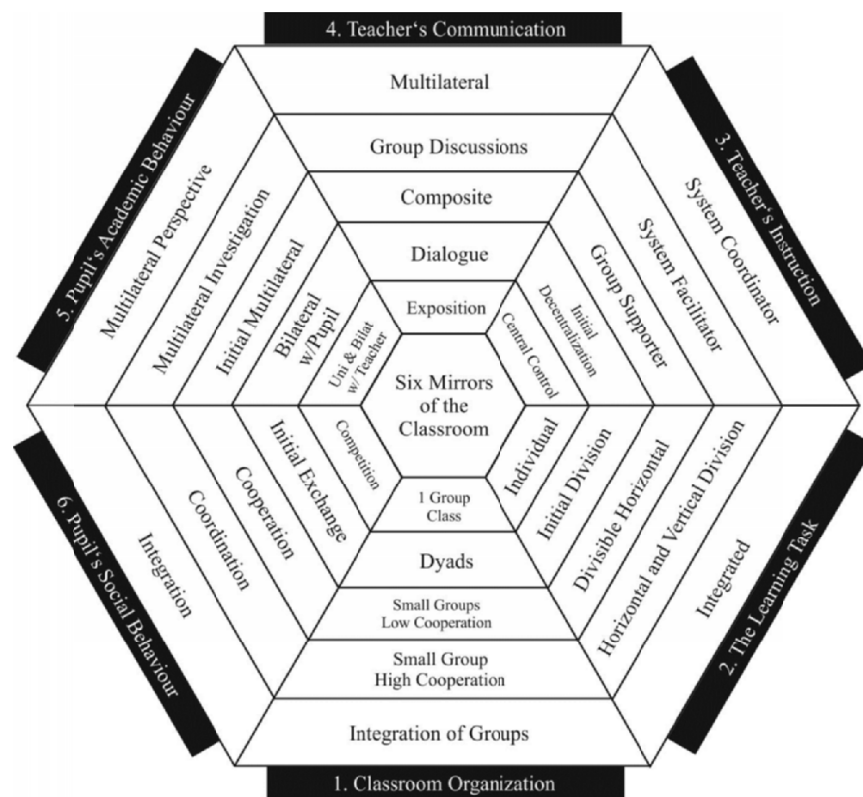 4. Teacher‘s Communication
Multilateral
Group Discussions
Composite
Dialogue
Exposition
3. Teacher‘s Instruction
System Coordinator
System Facilitator
Group Supporter
Initial
Decentralization
Central Control
5. Pupil‘s Academic Behaviour
Multilateral Perspective
Multilateral Investigation
Initial Multilateral
Bilateral
w/Pupil
Uni & Bilat
w/ Teacher
Six Mirrors
of the
Classroom
6. Pupil‘s Social Behaviour
Integration
Coordination
Cooperation
Initial Exchange
Competition
Individual
Initial Division
Divisible Horizontal
Horizontal and Vertical Division
Integrated
2. The Learning Task
1 Group
Class
Dyads
Small Groups
Low Cooperation
Small Group
High Cooperation
Integration of Groups
1. Classroom Organization